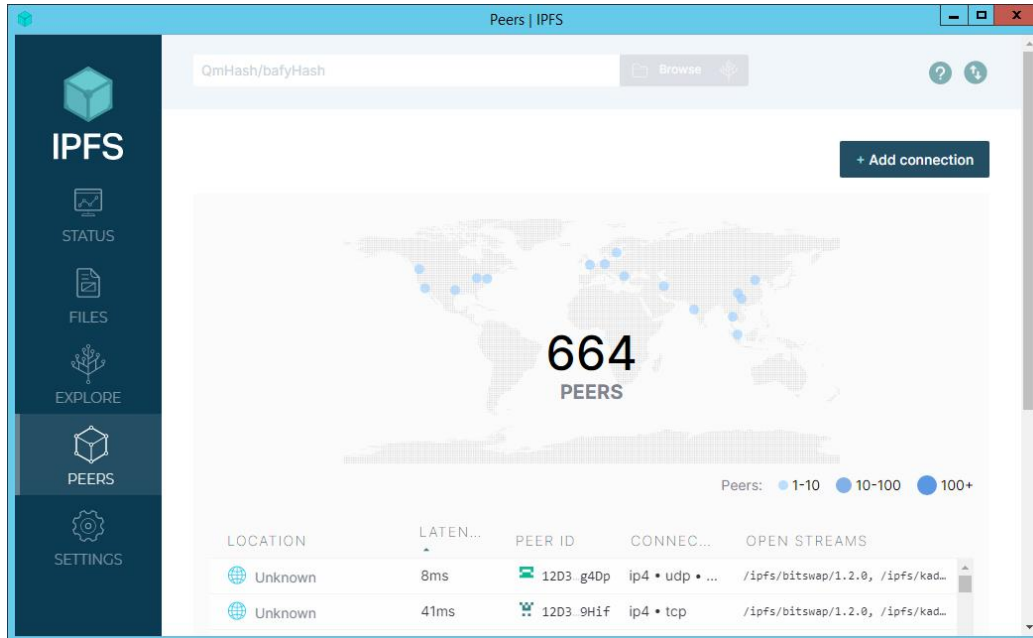 Peers | IPFS
QmHash/bafyHash
Browse
IPFS
STATUS
FILES
EXPLORE
PEERS
SETTINGS
+ Add connection
664
PEERS
Peers: 1-10 10-100 100+
LOCATION LATEN... PEER ID CONNEC... OPEN STREAMS
Unknown 8ms 12D3…g4Dp ip4 • udp • ... /ipfs/bitswap/1.2.0, /ipfs/kad…
Unknown 41ms 12D3…9Hif ip4 • tcp /ipfs/bitswap/1.2.0, /ipfs/kad…